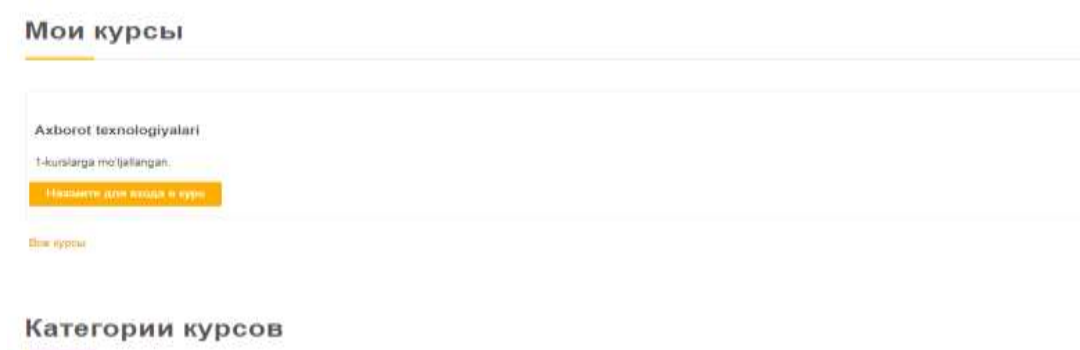 Мои курсы
Axborot texnologiyalari
1-kurslarga mo'ljallangan.
Нажмите для входа в курс
Все курсы
Категории курсов